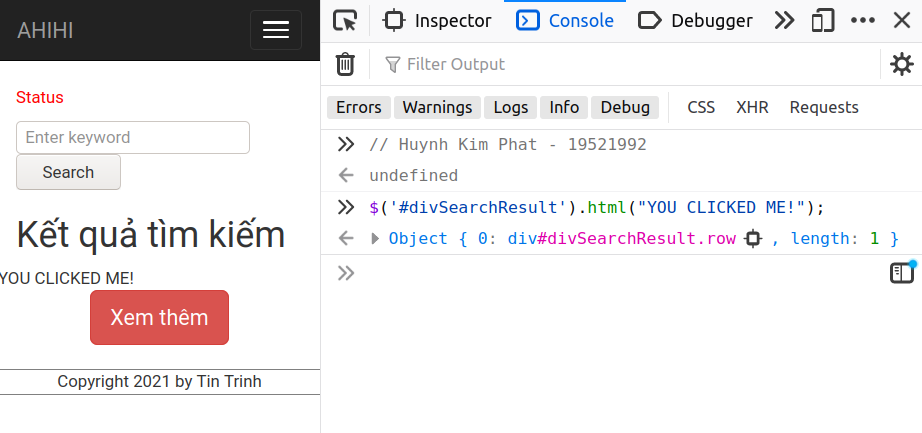 AHIHI
Status
Enter keyword
Search
Kết quả tìm kiếm
YOU CLICKED ME!
Xem thêm
Copyright 2021 by Tin Trinh
Inspector Console Debugger
Filter Output
Errors Warnings Logs Info Debug CSS XHR Requests
// Huynh Kim Phat - 19521992
undefined
$('#divSearchResult').html("YOU CLICKED ME!");
Object { 0: div#divSearchResult.row , length: 1 }